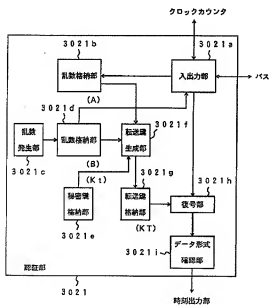 クロックカウンタ
3021b
3021a
乱数格納部
入出力部
バス
3021d
(A)
3021f
乱数
発生部
乱数格納部
転送鍵
生成部
3021c
(B)
3021g
3021h
(Kt)
秘密鍵
格納部
転送鍵
格納部
復号部
3021e
(KT)
3021i
データ形式
確認部
認証部
3021
時刻出力部